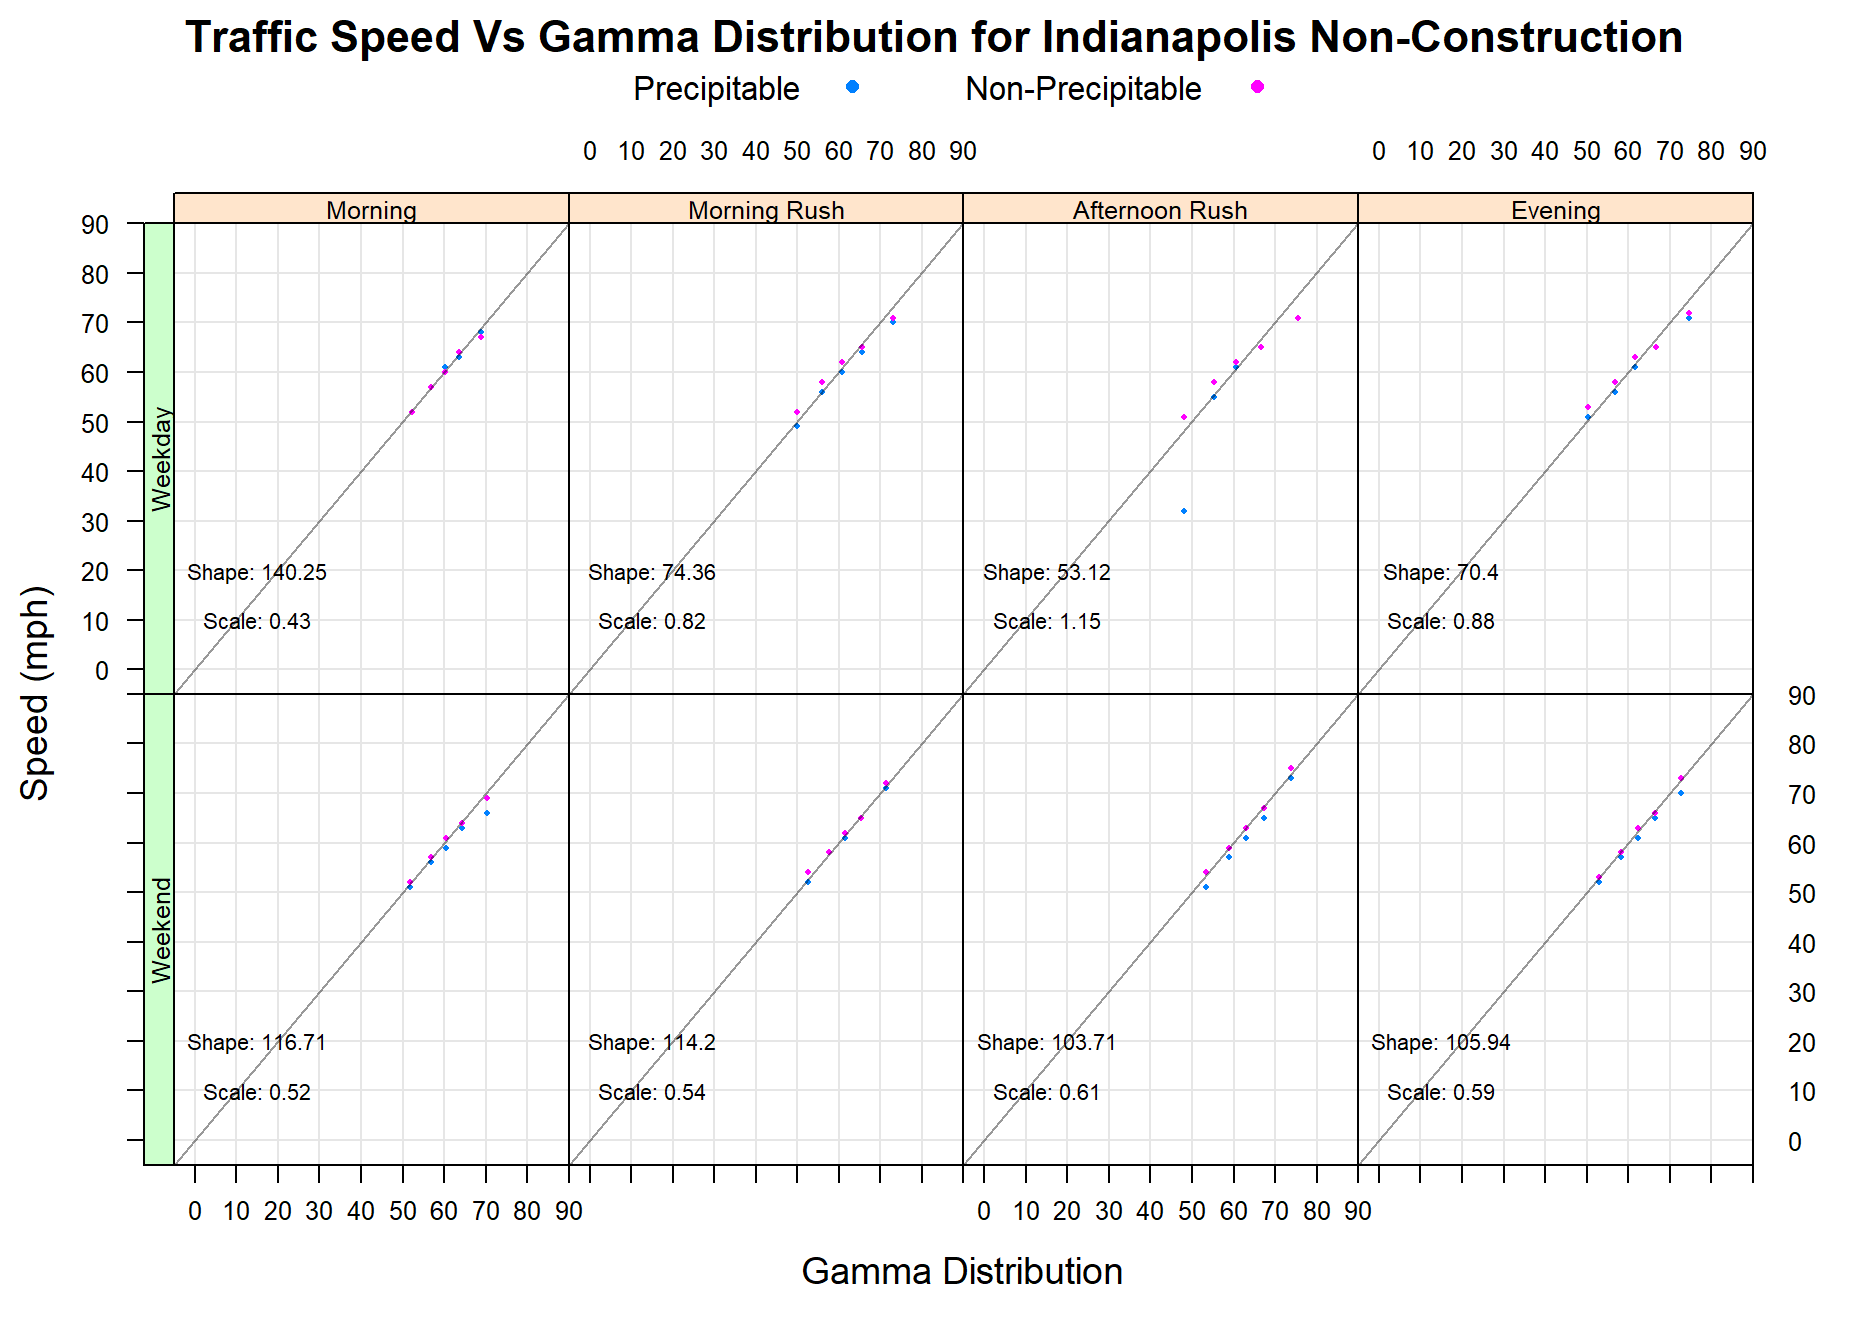 Traffic Speed Vs Gamma Distribution for Indianapolis Non-Construction
Precipitable Non-Precipitable
0 10 20 30 40 50 60 70 80 90 0 10 20 30 40 50 60 70 80 90
Morning Morning Rush Afternoon Rush Evening
90
80
70
60
50
40
30
20
10
0
Weekday
Shape: 140.25 Shape: 74.36 Shape: 53.12 Shape: 70.4
Scale: 0.43 Scale: 0.82 Scale: 1.15 Scale: 0.88
Speed (mph)
Weekend
90
80
70
60
50
40
30
20
10
0
Shape: 116.71 Shape: 114.2 Shape: 103.71 Shape: 105.94
Scale: 0.52 Scale: 0.54 Scale: 0.61 Scale: 0.59
0 10 20 30 40 50 60 70 80 90 0 10 20 30 40 50 60 70 80 90
Gamma Distribution